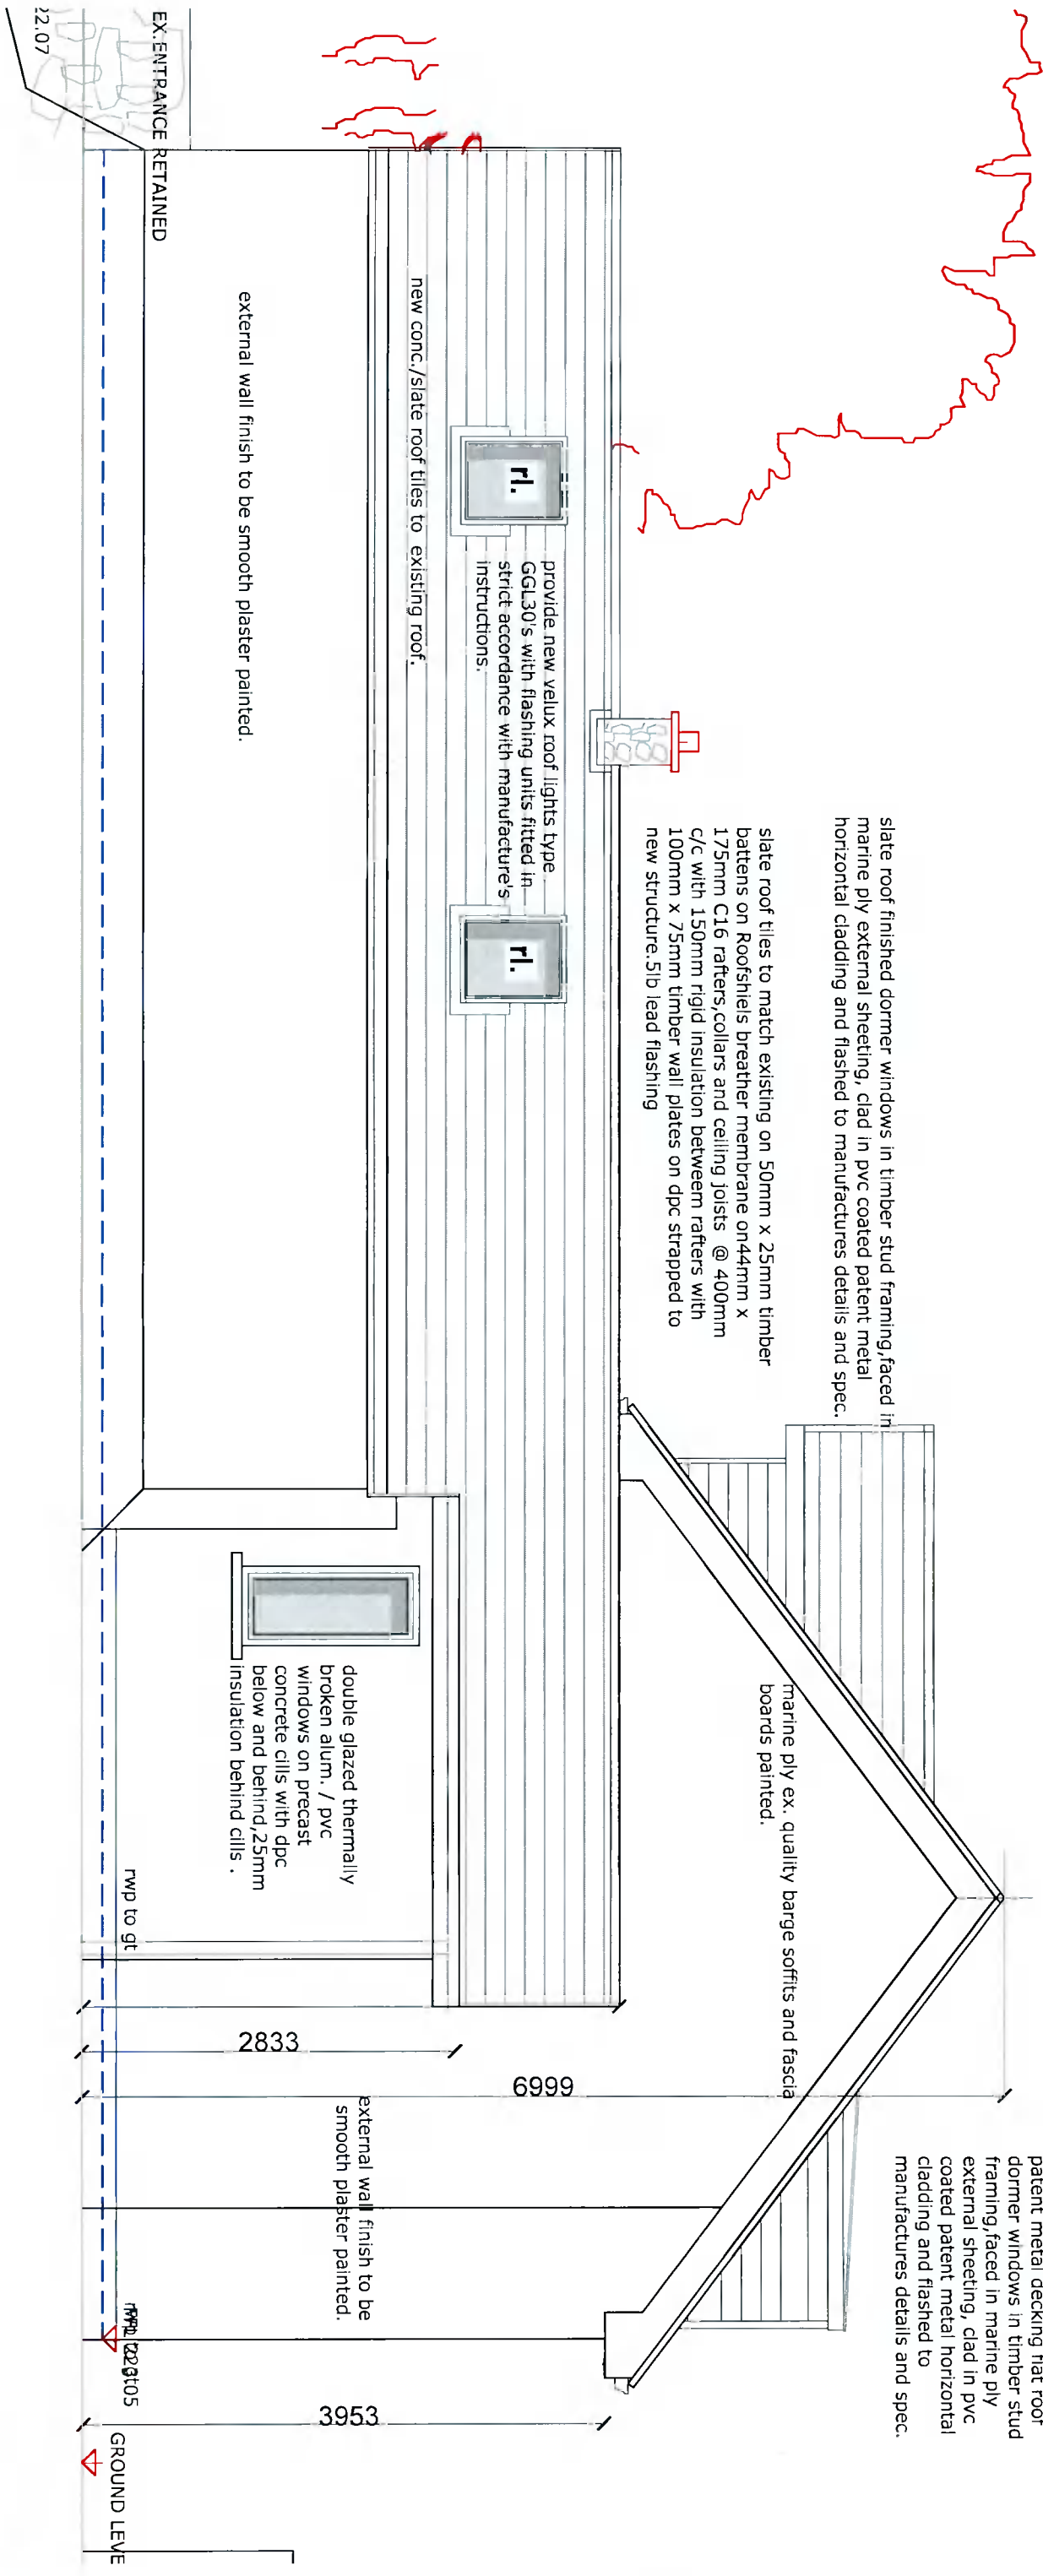 patent metal decking flat roof
dormer windows in timber stud
framing,faced in marine ply
external sheeting, clad in pvc
coated patent metal horizontal
cladding and flashed to
manufactures details and spec.
slate roof finished dormer windows in timber stud framing,faced in
marine ply external sheeting, clad in pvc coated patent metal
horizontal cladding and flashed to manufactures details and spec.
slate roof tiles to match existing on 50mm x 25mm timber
battens on Roofshiels breather membrane on44mm x
175mm C16 rafters,collars and ceiling joists @ 400mm
c/c with 150mm rigid insulation betweem rafters with
100mm x 75mm timber wall plates on dpc strapped to
new structure.5lb lead flashing
marine ply ex. quality barge soffits and fascia
boards painted.
rl.
provide new velux roof lights type
GGL30's with flashing units fitted in
strict accordance with manufacture's
instructions.
rl.
new conc./slate roof tiles to existing roof.
external wall finish to be smooth plaster painted.
double glazed thermally
broken alum. / pvc
windows on precast
concrete cills with dpc
below and behind,25mm
insulation behind cills .
2833
6999
3953
external wall finish to be
smooth plaster painted.
EX.ENTRANCE RETAINED
rwp to gt
GROUND LEVE
22.07